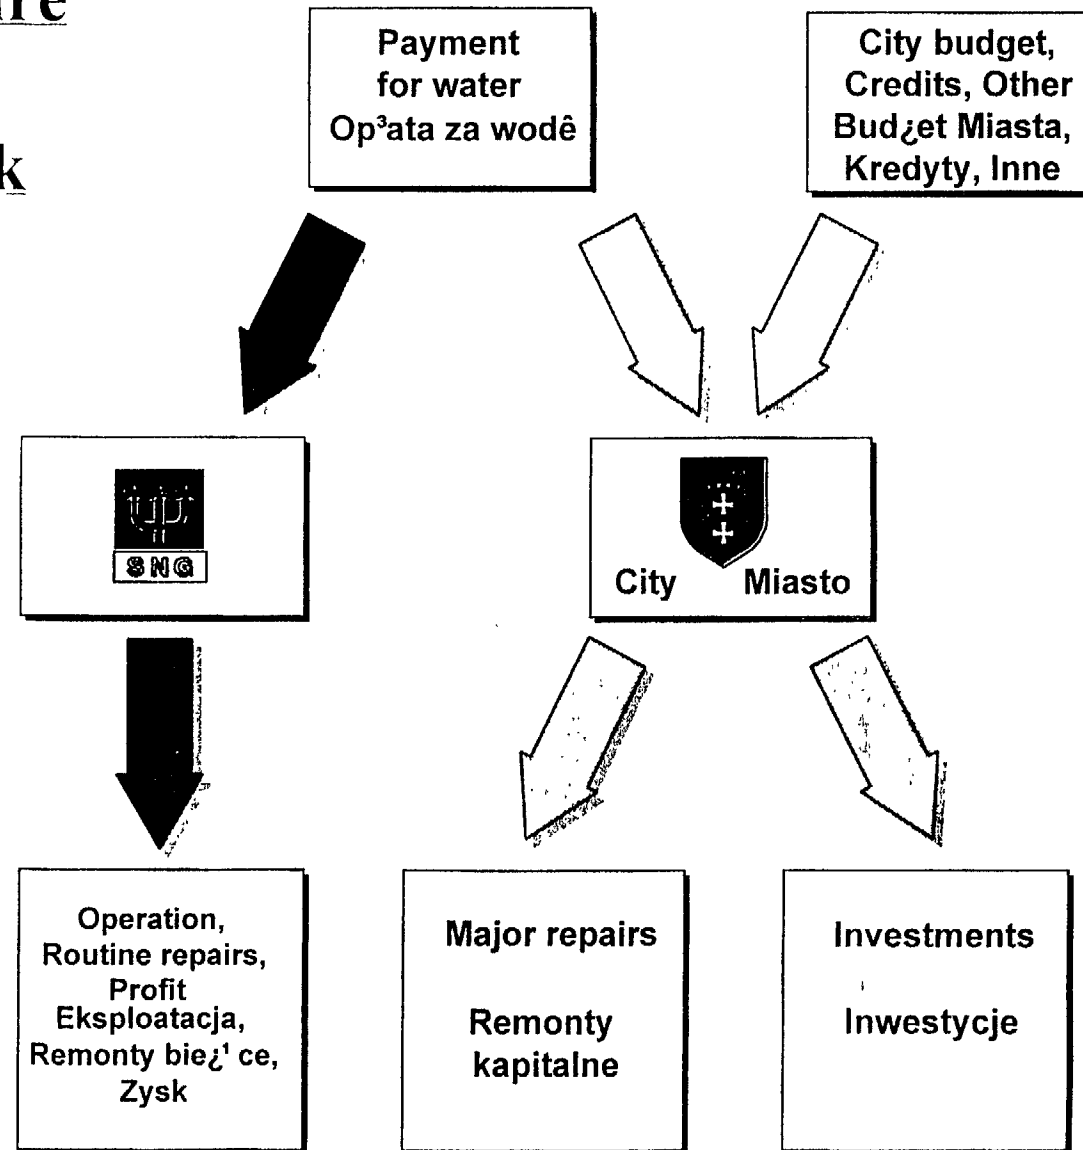 Payment
for water
Op³ata za wodê
City budget,
Credits, Other
Bud¿et Miasta,
Kredyty, Inne
SNG
City Miasto
Operation,
Routine repairs,
Profit
Eksploatacja,
Remonty bie¿¹ ce,
Zysk
Major repairs
Remonty
kapitalne
Investments
Inwestycje